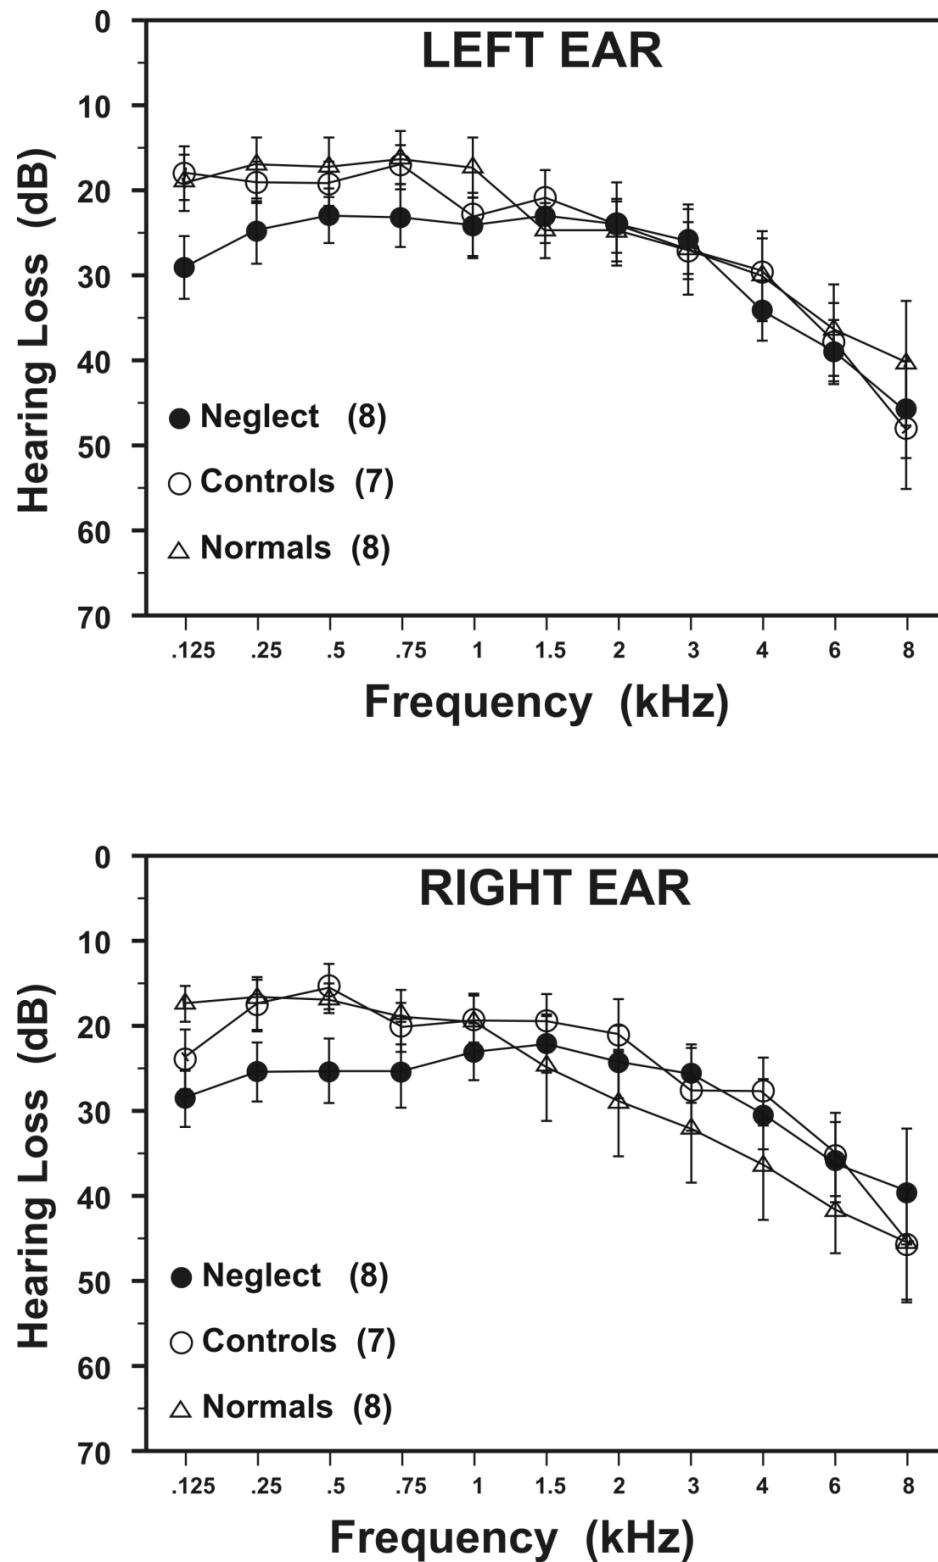 LEFT EAR
0
10
20
30
40
50
60
70
Hearing Loss (dB)
Neglect (8)
Controls (7)
Normals (8)
.125 .25 .5 .75 1 1.5 2 3 4 6 8
Frequency (kHz)
RIGHT EAR
0
10
20
30
40
50
60
70
Hearing Loss (dB)
Neglect (8)
Controls (7)
Normals (8)
.125 .25 .5 .75 1 1.5 2 3 4 6 8
Frequency (kHz)